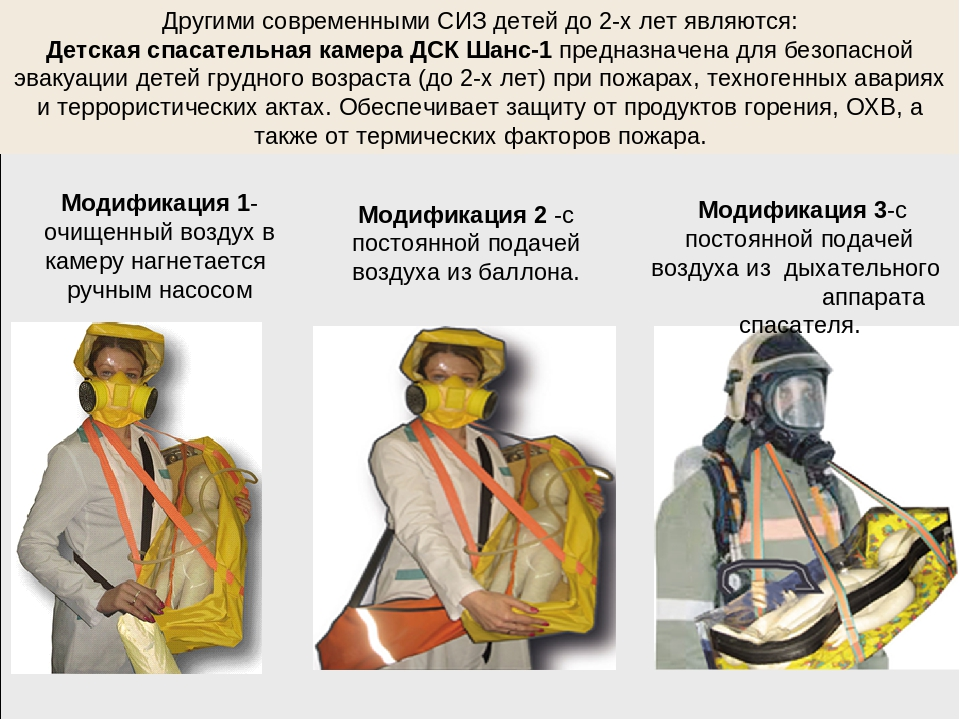 Другими современными СИЗ детей до 2-х лет являются:
Детская спасательная камера ДСК Шанс-1 предназначена для безопасной
эвакуации детей грудного возраста (до 2-х лет) при пожарах, техногенных авариях
и террористических актах. Обеспечивает защиту от продуктов горения, ОХВ, а
также от термических факторов пожара.
Модификация 1-
очищенный воздух в
камеру нагнетается
ручным насосом
Модификация 2 -с
постоянной подачей
воздуха из баллона.
Модификация 3-с
постоянной подачей
воздуха из  дыхательного
аппарата
спасателя.